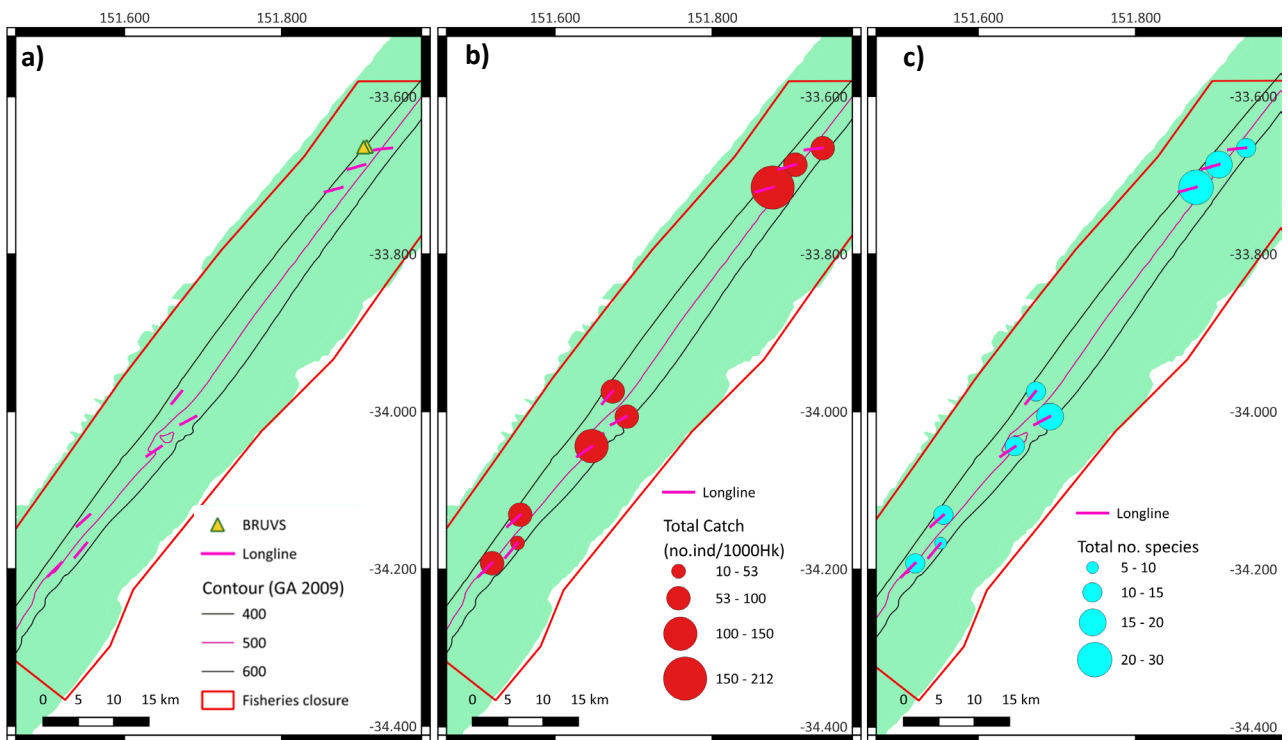 151.600 151.800 151.600 151.800 151.600 151.800
a) b) c)
-33.600 -33.600 -33.600
-33.800 -33.800 -33.800
-34.000 -34.000 -34.000
-34.200 -34.200 -34.200
-34.400 -34.400 -34.400
BRUVS
Longline
Contour (GA 2009)
400
500
600
Fisheries closure
0 5 10 15 km
Longline
Total Catch
(no.ind/1000Hk)
10 - 53
53 - 100
100 - 150
150 - 212
0 5 10 15 km
Longline
Total no. species
5 - 10
10 - 15
15 - 20
20 - 30
0 5 10 15 km